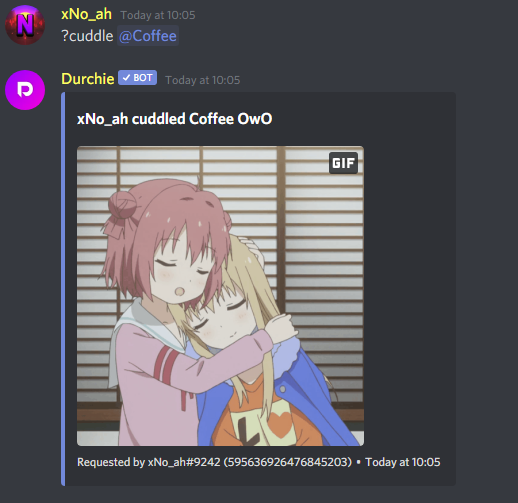 N
xNo_ah Today at 10:05
?cuddle @Coffee
Durchie ✓ BOT Today at 10:05
xNo_ah cuddled Coffee OwO
GIF
Requested by xNo_ah#9242 (595636926476845203) • Today at 10:05